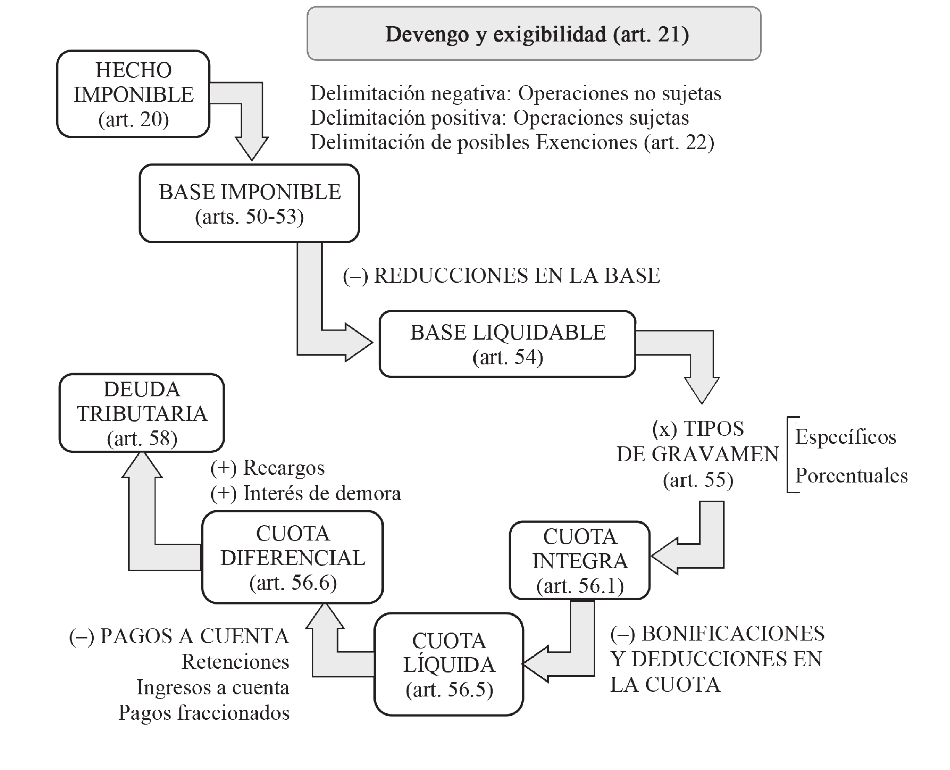 Devengo y exigibilidad (art. 21)
HECHO
IMPONIBLE
(art. 20)
Delimitación negativa: Operaciones no sujetas
Delimitación positiva: Operaciones sujetas
Delimitación de posibles Exenciones (art. 22)
BASE IMPONIBLE
(arts. 50-53)
(–) REDUCCIONES EN LA BASE
BASE LIQUIDABLE
(art. 54)
(x) TIPOS
DE GRAVAMEN
(art. 55)
Específicos
Porcentuales
CUOTA
INTEGRA
(art. 56.1)
(–) BONIFICACIONES
Y DEDUCCIONES EN
LA CUOTA
CUOTA
LÍQUIDA
(art. 56.5)
(–) PAGOS A CUENTA
Retenciones
Ingresos a cuenta
Pagos fraccionados
CUOTA
DIFERENCIAL
(art. 56.6)
(+) Recargos
(+) Interés de demora
DEUDA
TRIBUTARIA
(art. 58)